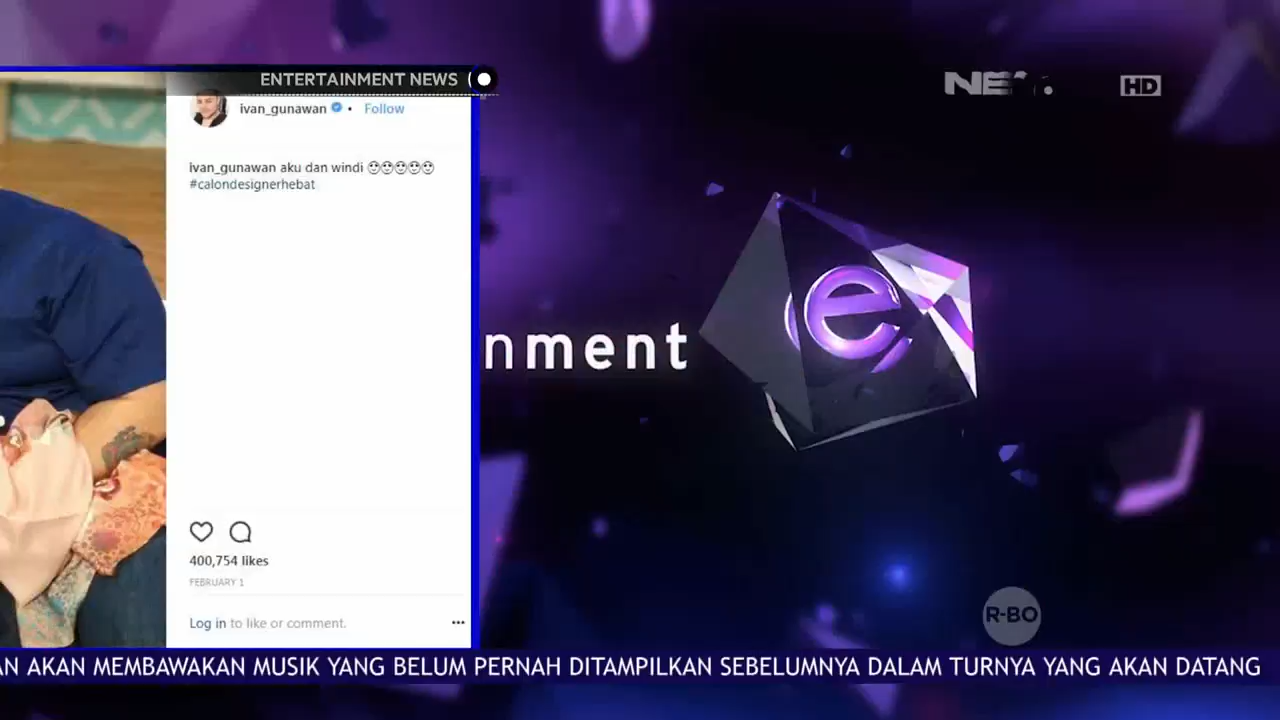 ENTERTAINMENT NEWS
HD
ivan_gunawan • Follow
ivan_gunawan aku dan windi
#calondesignerhebat
nment
e
400,754 likes
FEBRUARY 1
Log in to like or comment.
R-BO
AN AKAN MEMBAWAKAN MUSIK YANG BELUM PERNAH DITAMPILKAN SEBELUMNYA DALAM TURNYA YANG AKAN DATANG